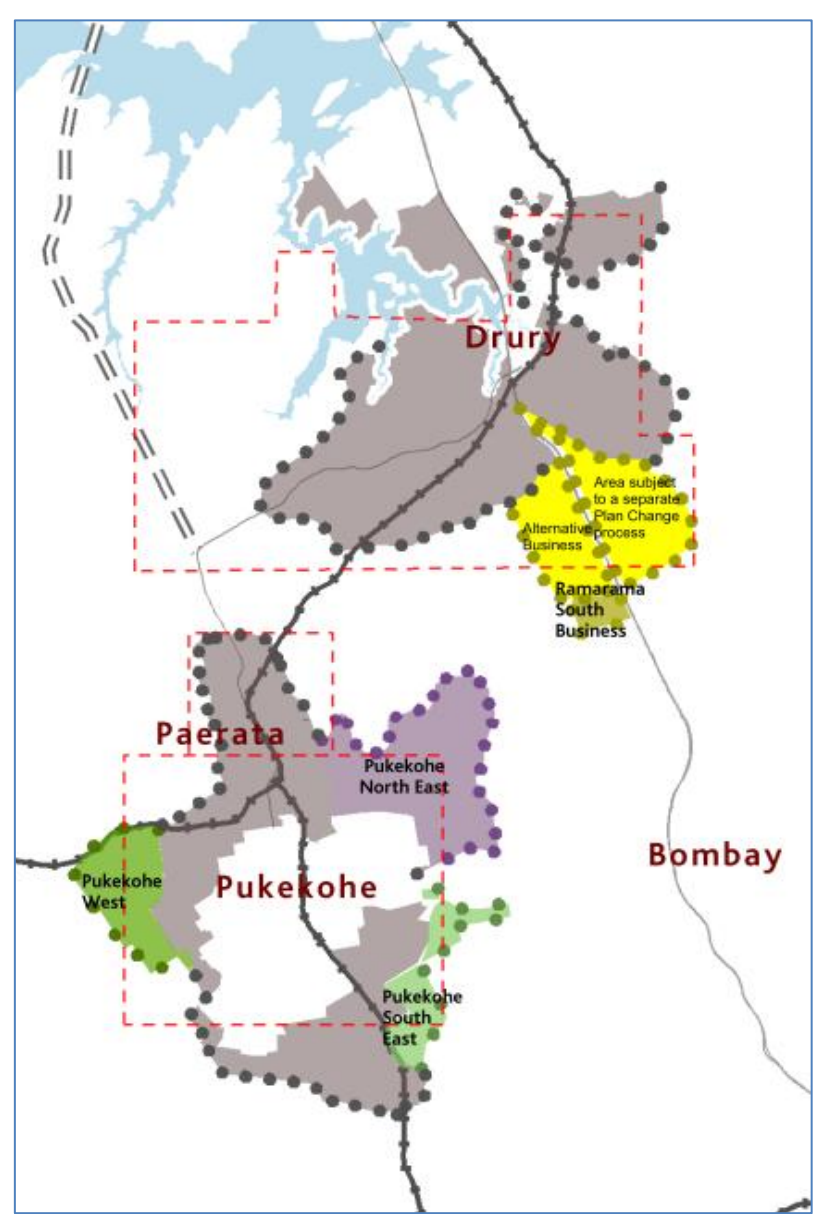 Drury
Area subject
to a separate
Plan Change
process
Alternative
Business
Ramarama
South
Business
Paerata
Pukekohe
North East
Bombay
Pukekohe
West
Pukekohe
Pukekohe
South
East